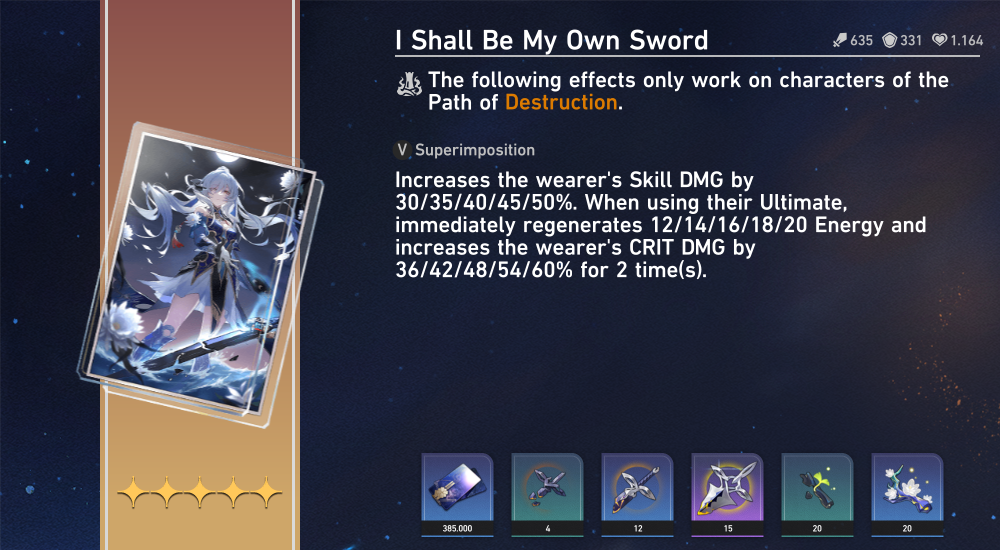 I Shall Be My Own Sword
635 331 1.164
The following effects only work on characters of the
Path of Destruction.
V Superimposition
Increases the wearer's Skill DMG by
30/35/40/45/50%. When using their Ultimate,
immediately regenerates 12/14/16/18/20 Energy and
increases the wearer's CRIT DMG by
36/42/48/54/60% for 2 time(s).
385.000 4 12 15 20 20